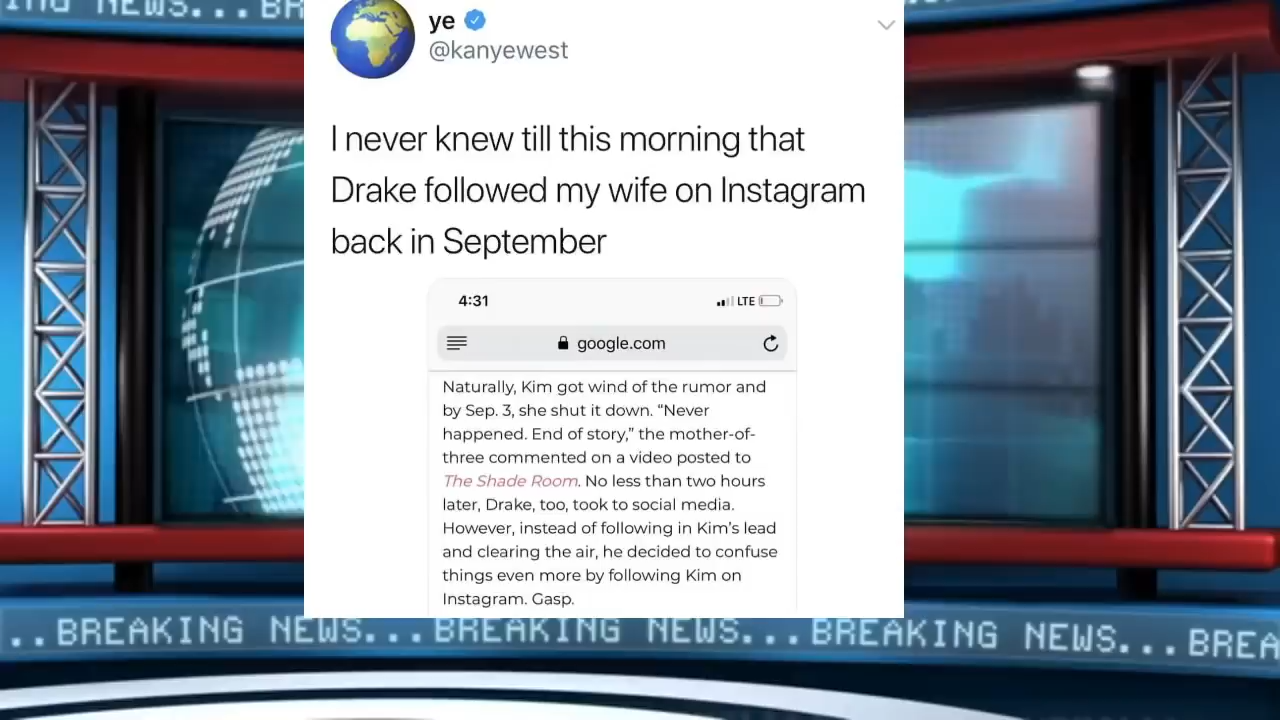 ING NEWS...BR
ye
@kanyewest
I never knew till this morning that
Drake followed my wife on Instagram
back in September
4:31
LTE
google.com
Naturally, Kim got wind of the rumor and
by Sep. 3, she shut it down. “Never
happened. End of story,” the mother-of-
three commented on a video posted to
The Shade Room. No less than two hours
later, Drake, too, took to social media.
However, instead of following in Kim’s lead
and clearing the air, he decided to confuse
things even more by following Kim on
Instagram. Gasp.
..BREAKING NEWS...BREAKING NEWS...BREAKING NEWS...BREA